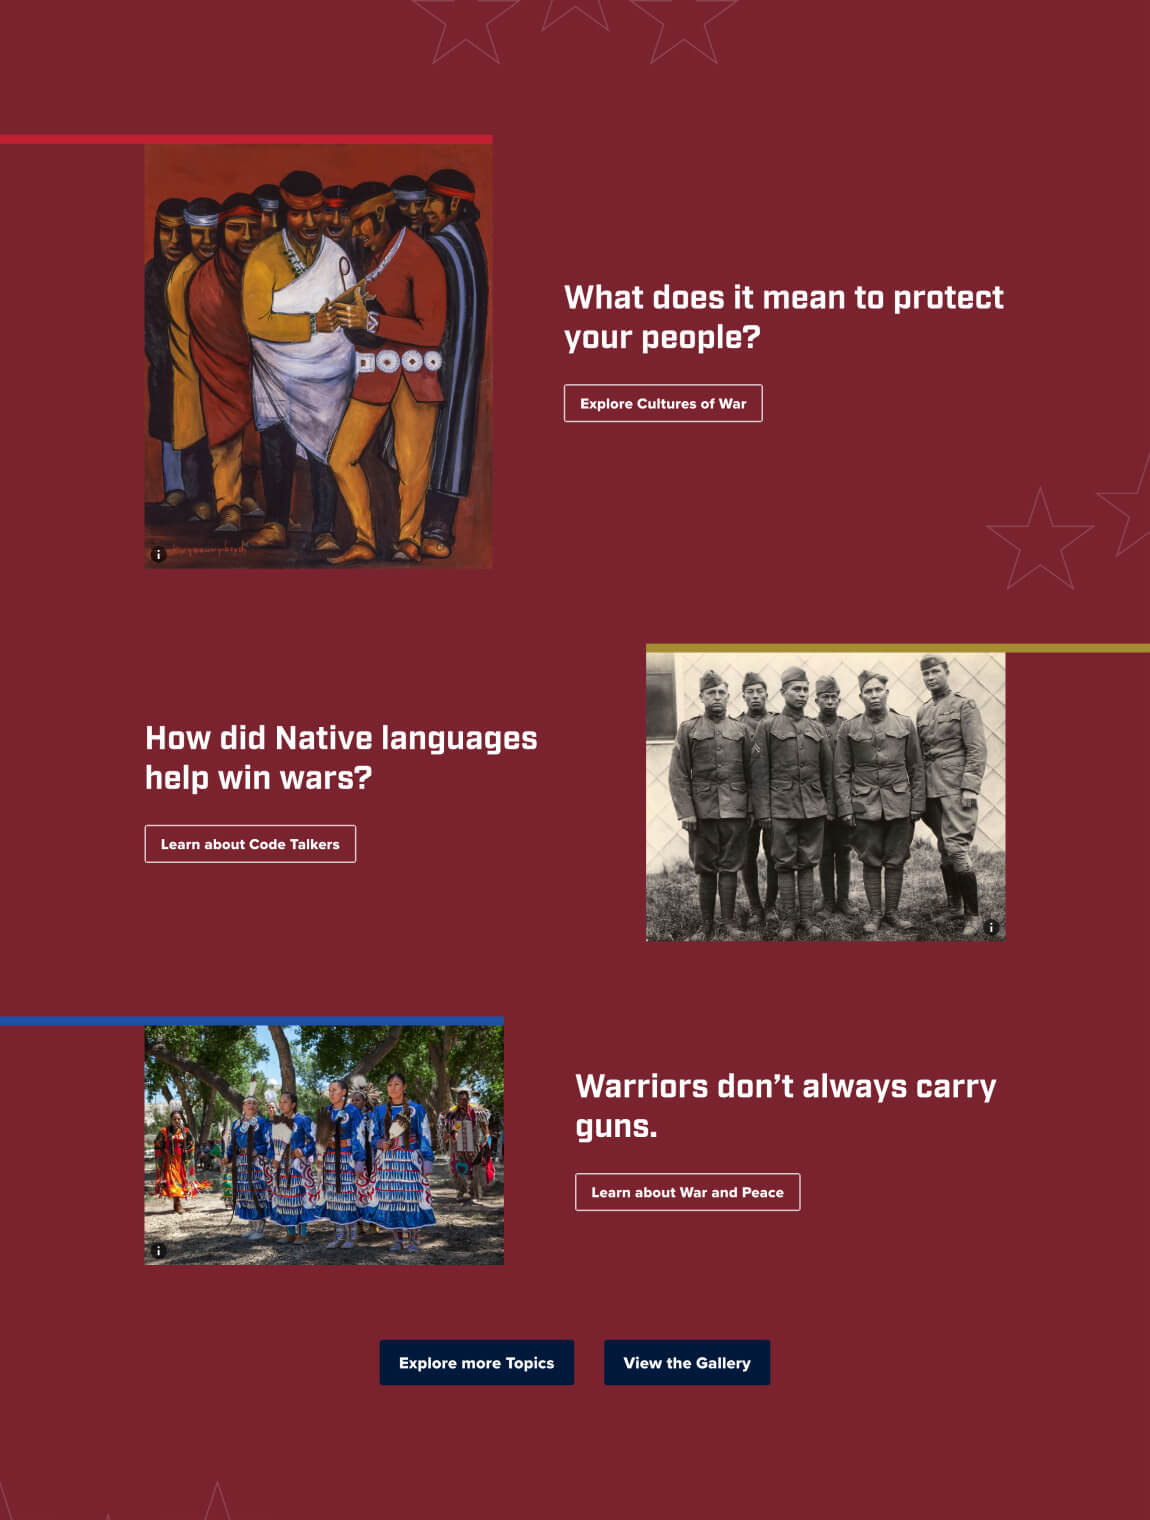 What does it mean to protect
your people?
Explore Cultures of War
How did Native languages
help win wars?
Learn about Code Talkers
Warriors don’t always carry
guns.
Learn about War and Peace
Explore more Topics
View the Gallery